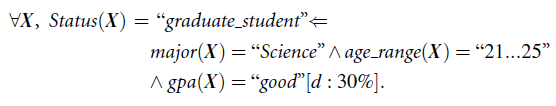 ∀X, Status(X) = “graduate_student”⇐
major(X) = “Science” ∧ age_range(X) = “21...25”
∧ gpa(X) = “good”[d : 30%].